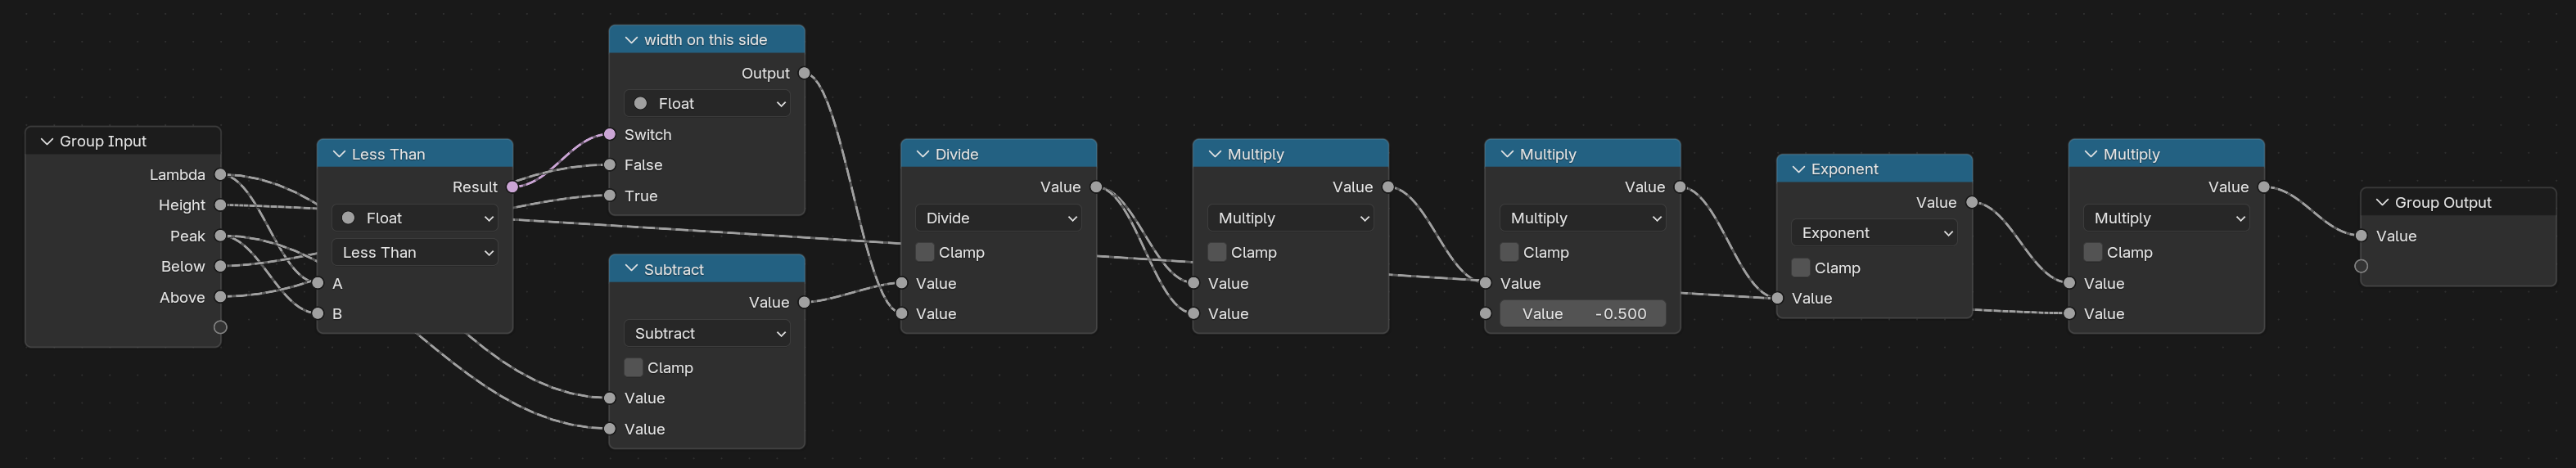 Group Input
Lambda
Height
Peak
Below
Above
Less Than
Result
Float
Less Than
A
B
width on this side
Output
Float
Switch
False
True
Subtract
Value
Subtract
Clamp
Value
Value
Divide
Value
Divide
Clamp
Value
Value
Multiply
Value
Multiply
Clamp
Value
Value
Multiply
Value
Multiply
Clamp
Value
Value -0.500
Exponent
Value
Exponent
Clamp
Value
Multiply
Value
Multiply
Clamp
Value
Value
Group Output
Value